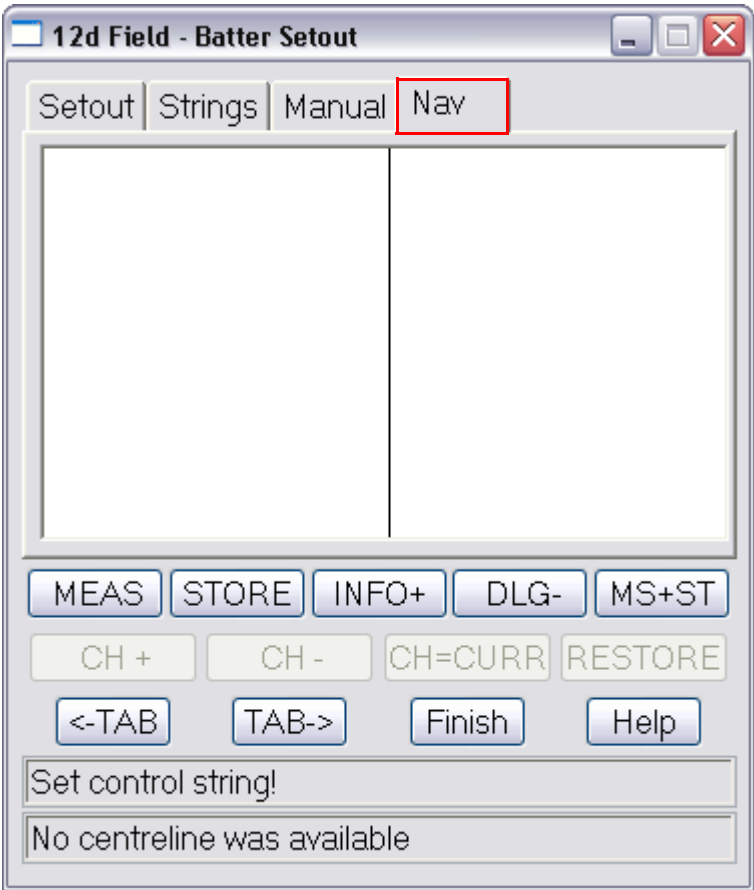 12d Field - Batter Setout
Setout Strings Manual Nav
MEAS STORE INFO+ DLG- MS+ST
CH + CH - CH=CURR RESTORE
<-TAB TAB-> Finish Help
Set control string!
No centreline was available